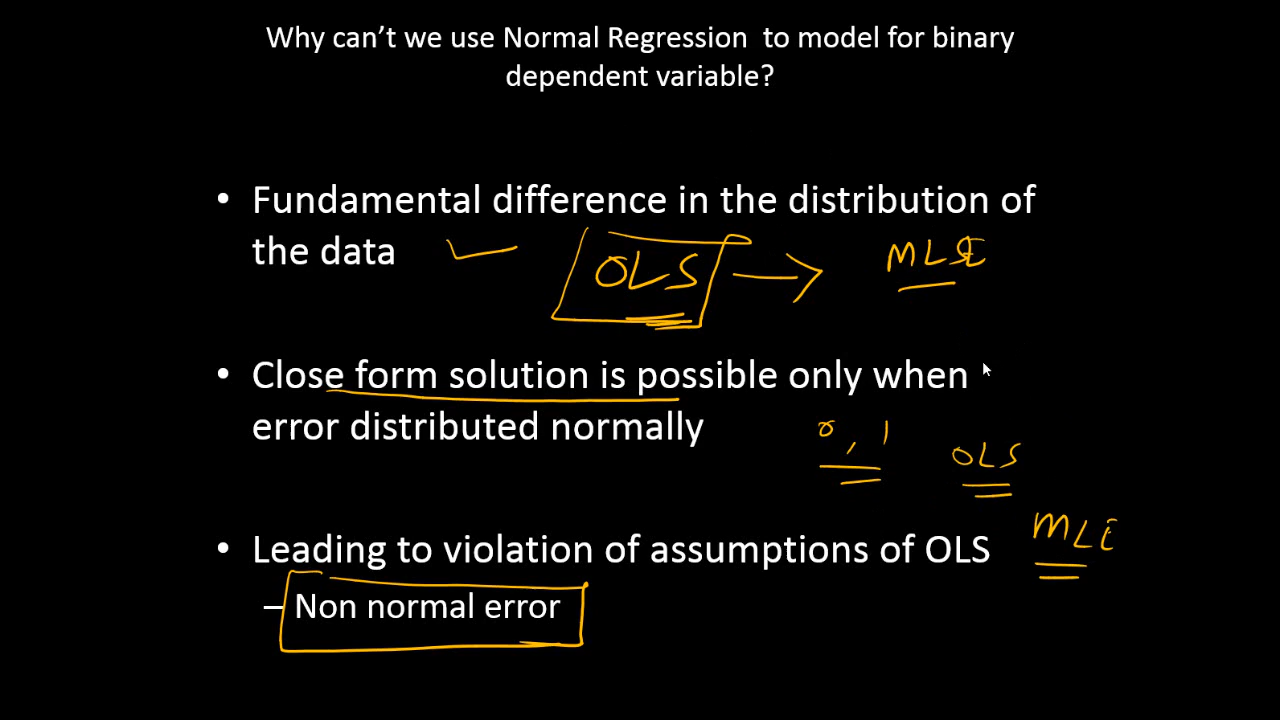 Why can’t we use Normal Regression to model for binary
dependent variable?
• Fundamental difference in the distribution of
the data
OLS
MLE
• Close form solution is possible only when
error distributed normally
0, 1
OLS
• Leading to violation of assumptions of OLS
MLE
– Non normal error